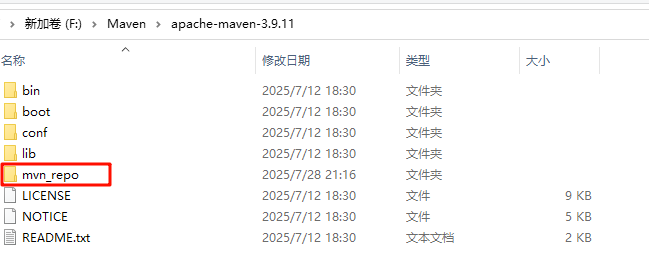 新加卷 (F:) > Maven > apache-maven-3.9.11
名称 修改日期 类型 大小
bin 2025/7/12 18:30 文件夹
boot 2025/7/12 18:30 文件夹
conf 2025/7/12 18:30 文件夹
lib 2025/7/12 18:30 文件夹
mvn_repo 2025/7/28 21:16 文件夹
LICENSE 2025/7/12 18:30 文件 9 KB
NOTICE 2025/7/12 18:30 文件 5 KB
README.txt 2025/7/12 18:30 文本文档 2 KB